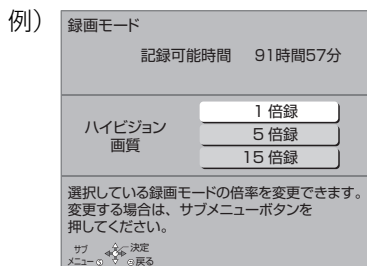 例）
録画モード
記録可能時間　91時間57分
ハイビジョン
画質
1 倍録
5 倍録
15 倍録
選択している録画モードの倍率を変更できます。
変更する場合は、サブメニューボタンを
押してください。
サブ
メニュー S
決定
戻る